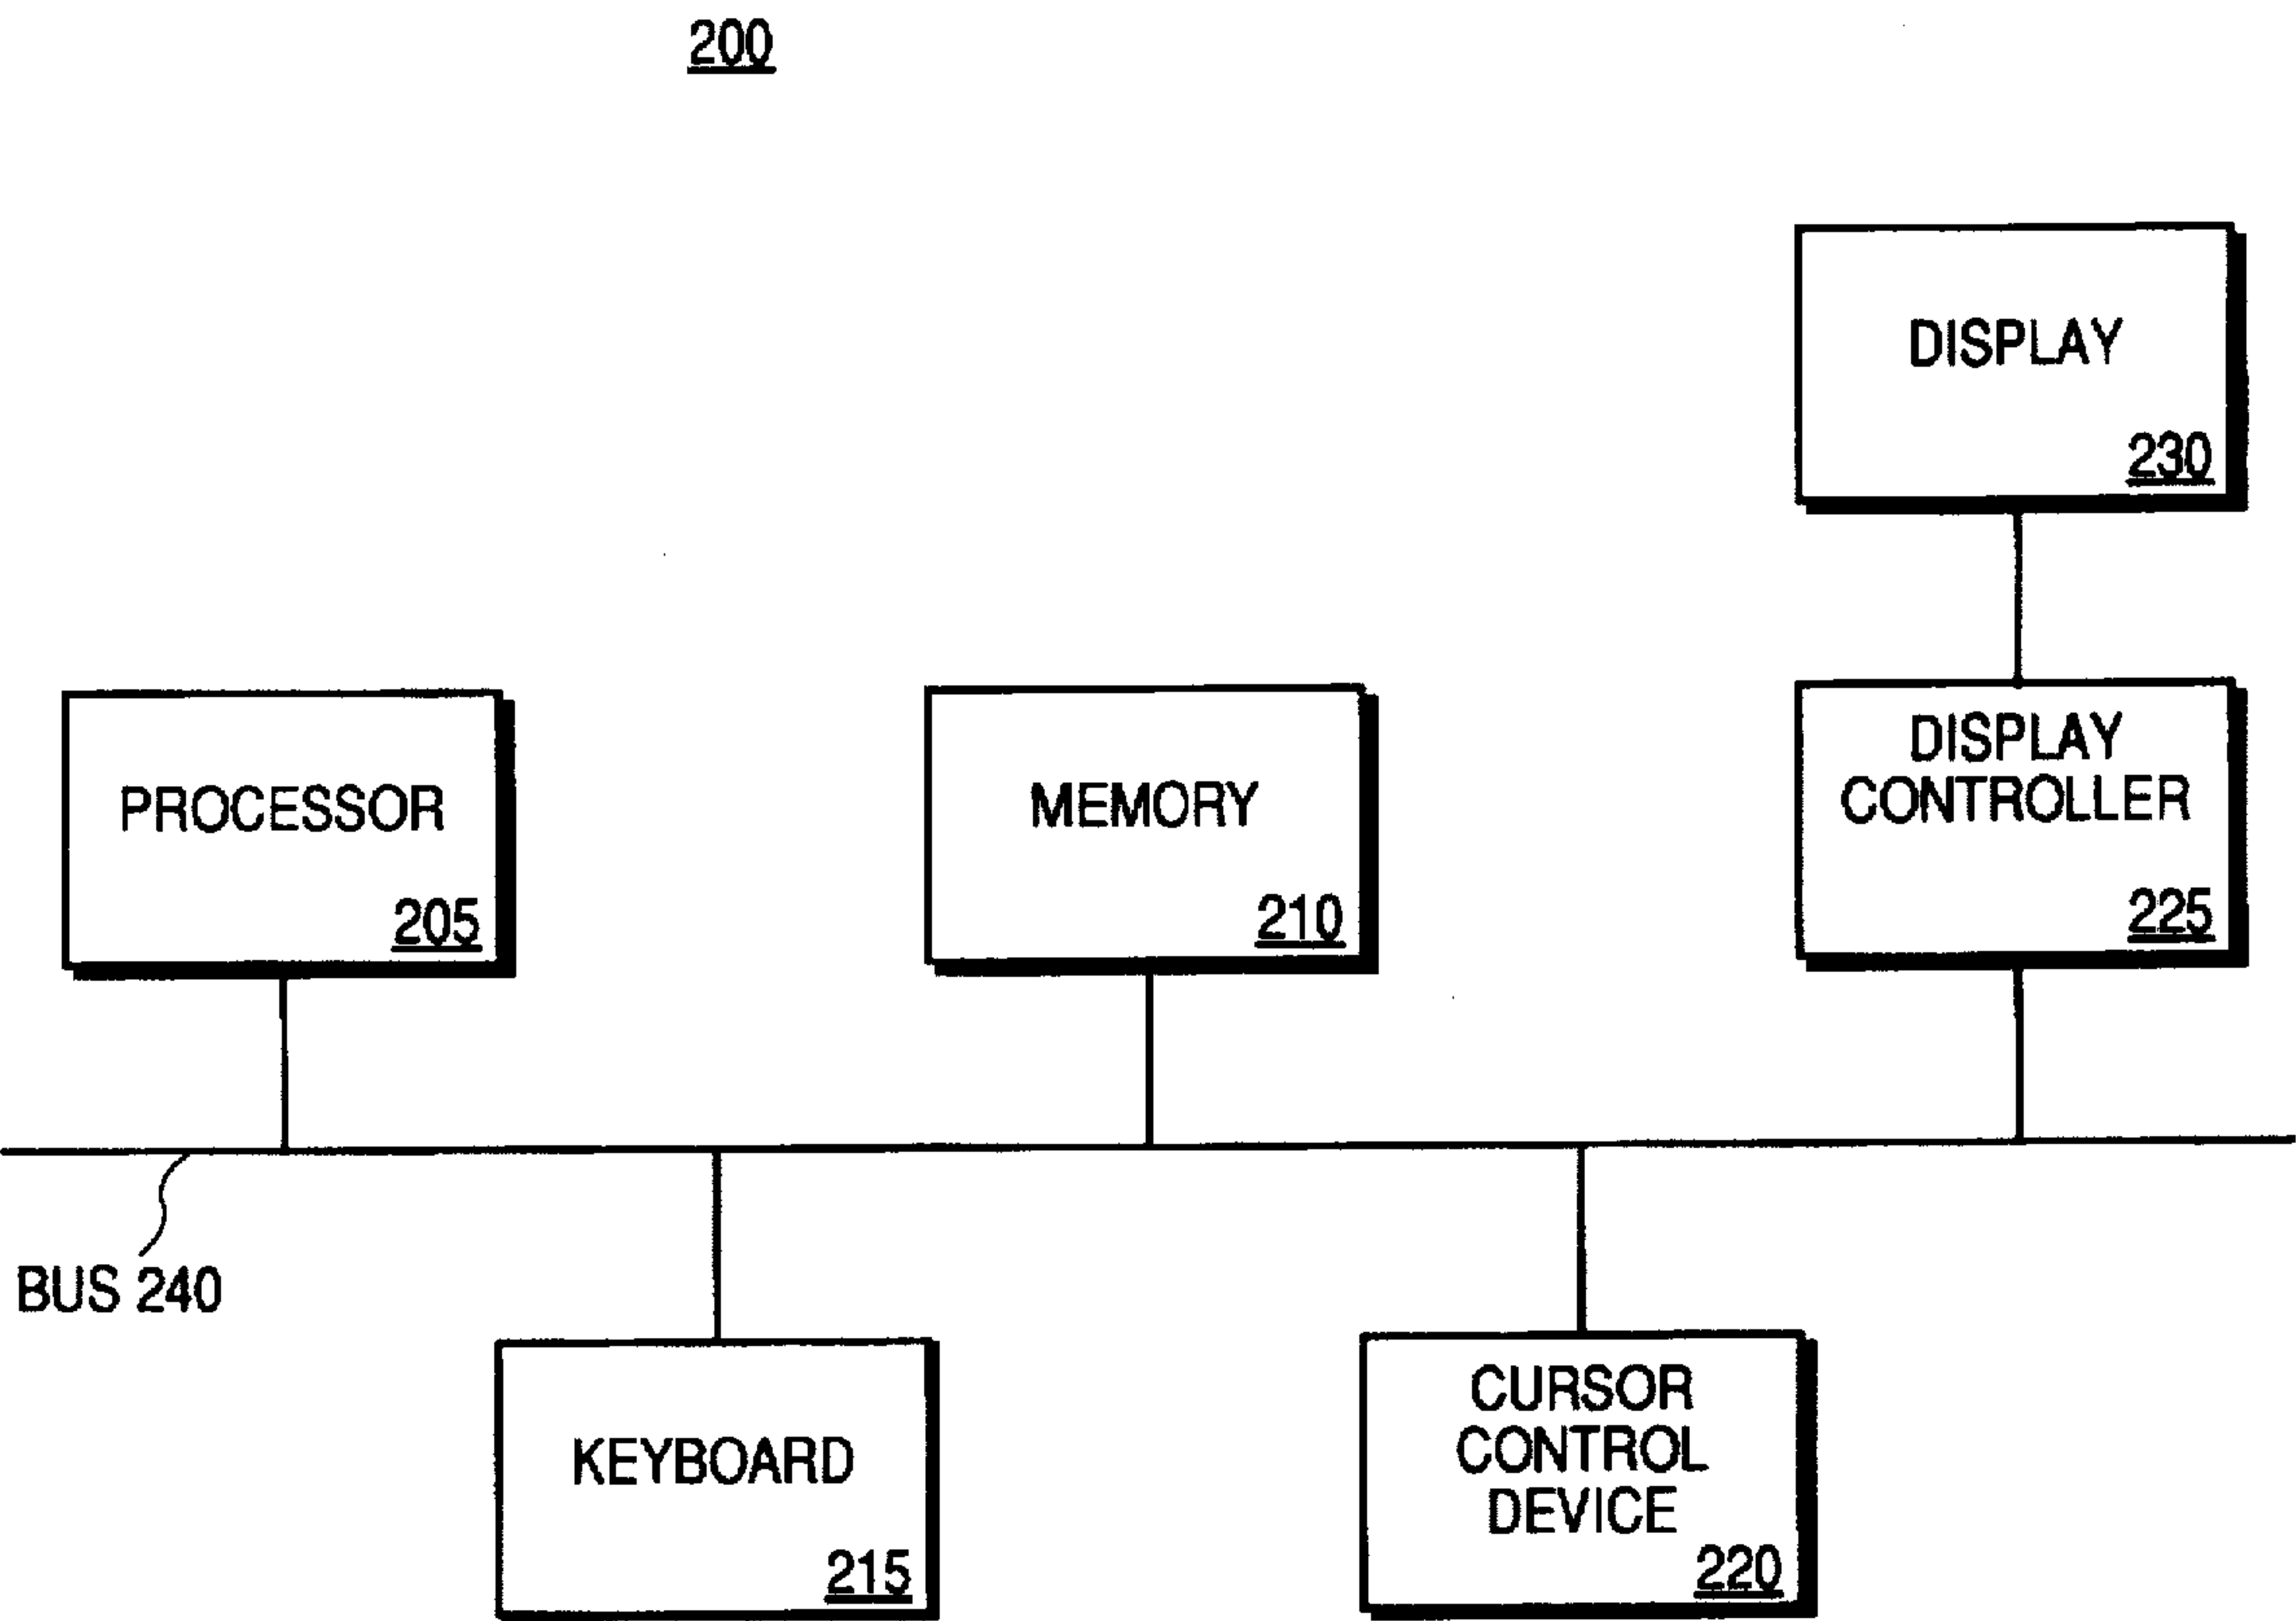 200
DISPLAY
230
PROCESSOR
205
MEMORY
210
DISPLAY
CONTROLLER
225
BUS 240
KEYBOARD
215
CURSOR
CONTROL
DEVICE
220